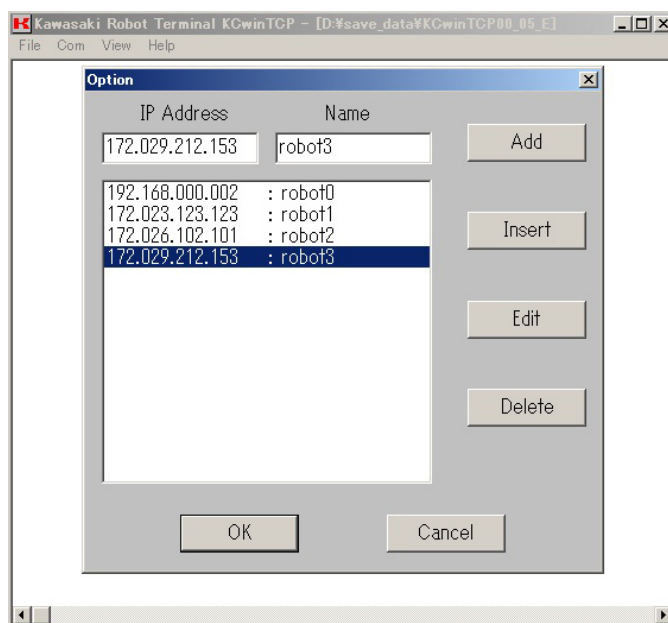 Kawasaki Robot Terminal KCwinTCP - [D:¥save_data¥KCwinTCP00_05_E]
File Com View Help
Option
IP Address Name
172.029.212.153 robot3 Add
192.168.000.002 : robot0
172.023.123.123 : robot1
172.026.102.101 : robot2
172.029.212.153 : robot3
Insert
Edit
Delete
OK Cancel